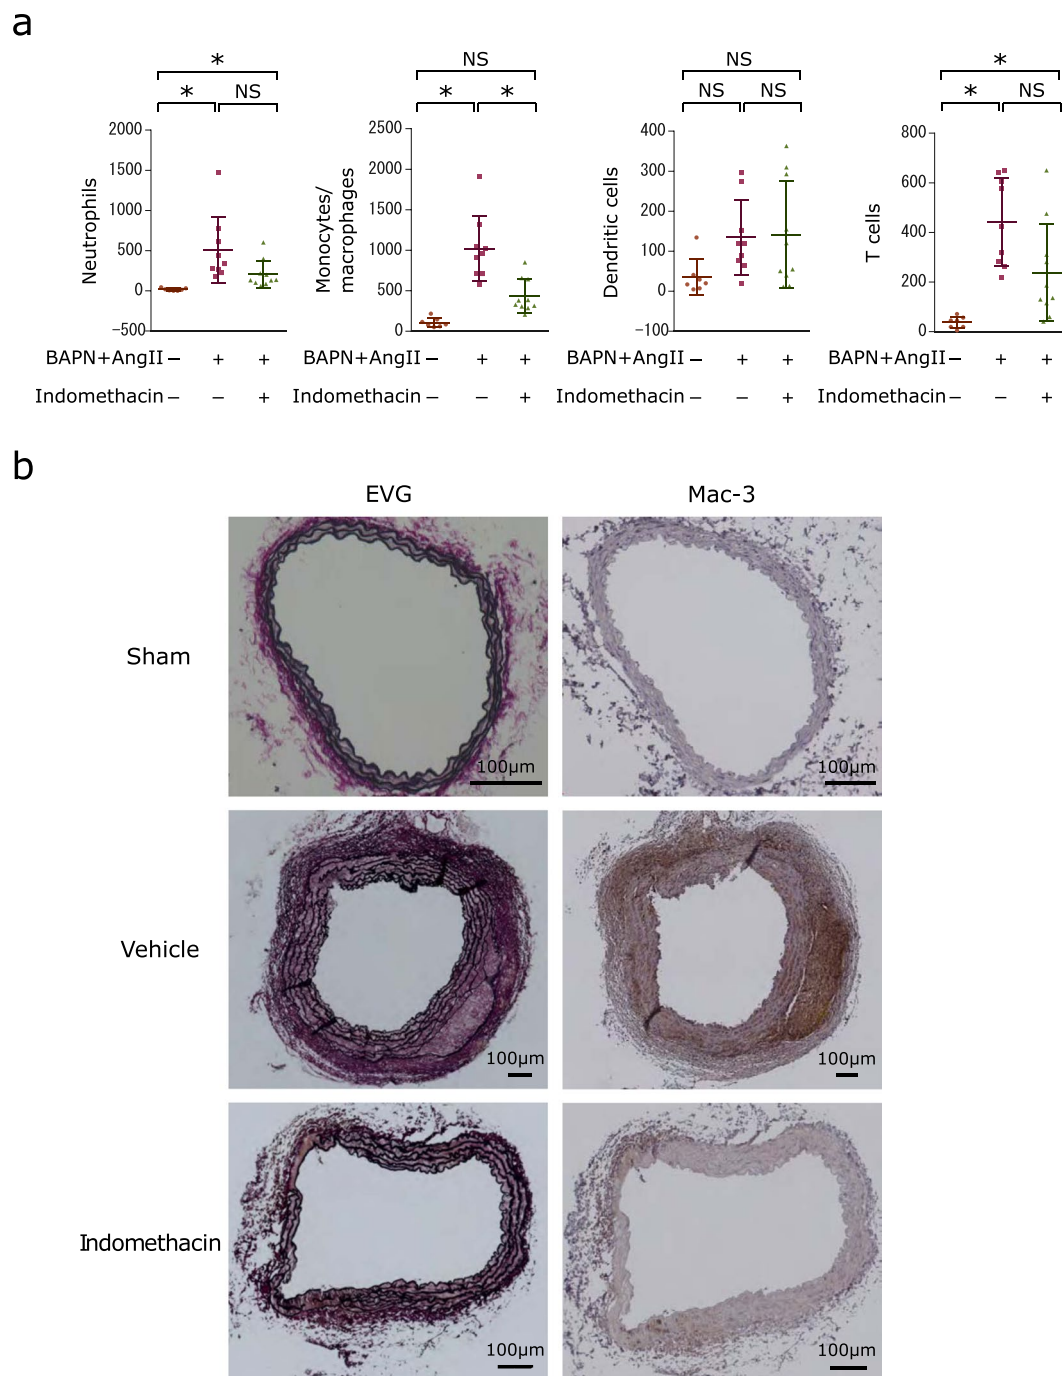 a
* NS NS *
* NS * * NS NS * NS
Neutrophils
2000
1500
1000
500
0
−500
Monocytes/
macrophages
2500
2000
1500
1000
500
0
Dendritic cells
400
300
200
100
0
−100
T cells
800
600
400
200
0
BAPN+AngII − + + BAPN+AngII − + + BAPN+AngII − + + BAPN+AngII − + +
Indomethacin − − + Indomethacin − − + Indomethacin − − + Indomethacin − − +
b
EVG Mac-3
Sham
100μm 100μm
Vehicle
100μm 100μm
Indomethacin
100μm 100μm